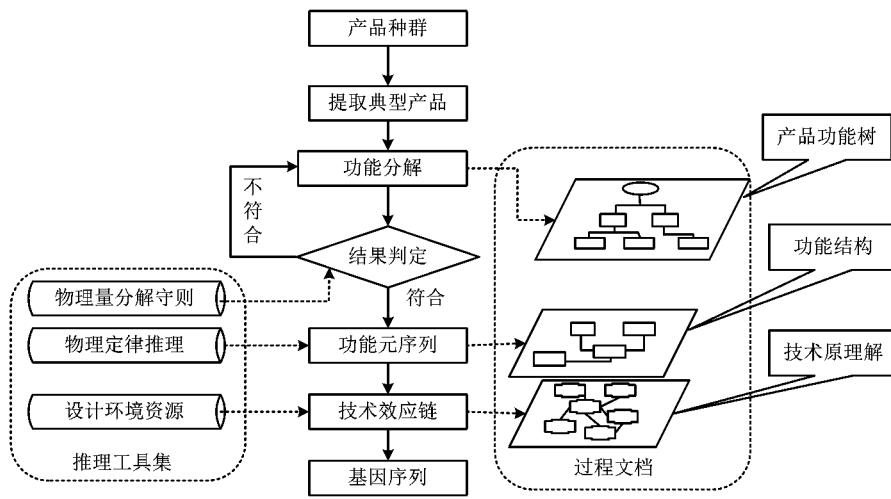 产品种群
提取典型产品
产品功能树
功能分解
不符合
结果判定
功能结构
物理量分解守则
符合
物理定律推理
功能元序列
技术原理解
设计环境资源
技术效应链
推理工具集
过程文档
基因序列